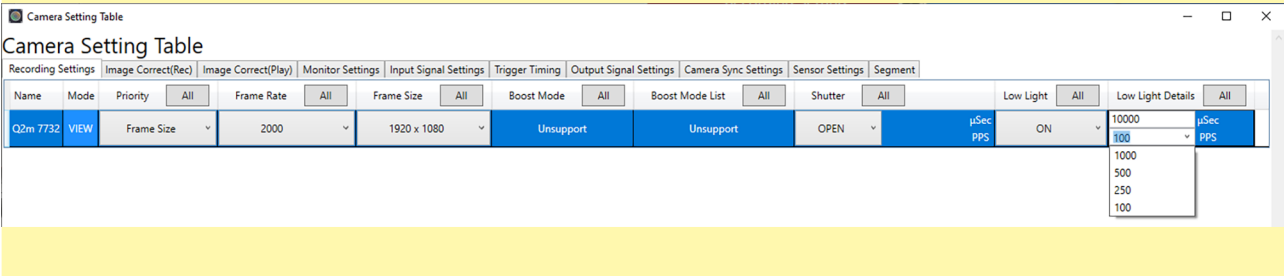 Camera Setting Table
Camera Setting Table
Recording Settings Image Correct(Rec) Image Correct(Play) Monitor Settings Input Signal Settings Trigger Timing Output Signal Settings Camera Sync Settings Sensor Settings Segment
Name Mode Priority All Frame Rate All Frame Size All Boost Mode All Boost Mode List All Shutter All Low Light All Low Light Details All
Q2m 7732 VIEW Frame Size 2000 1920 x 1080 Unsupport Unsupport OPEN µSec PPS ON 10000 µSec
100 PPS
1000
500
250
100